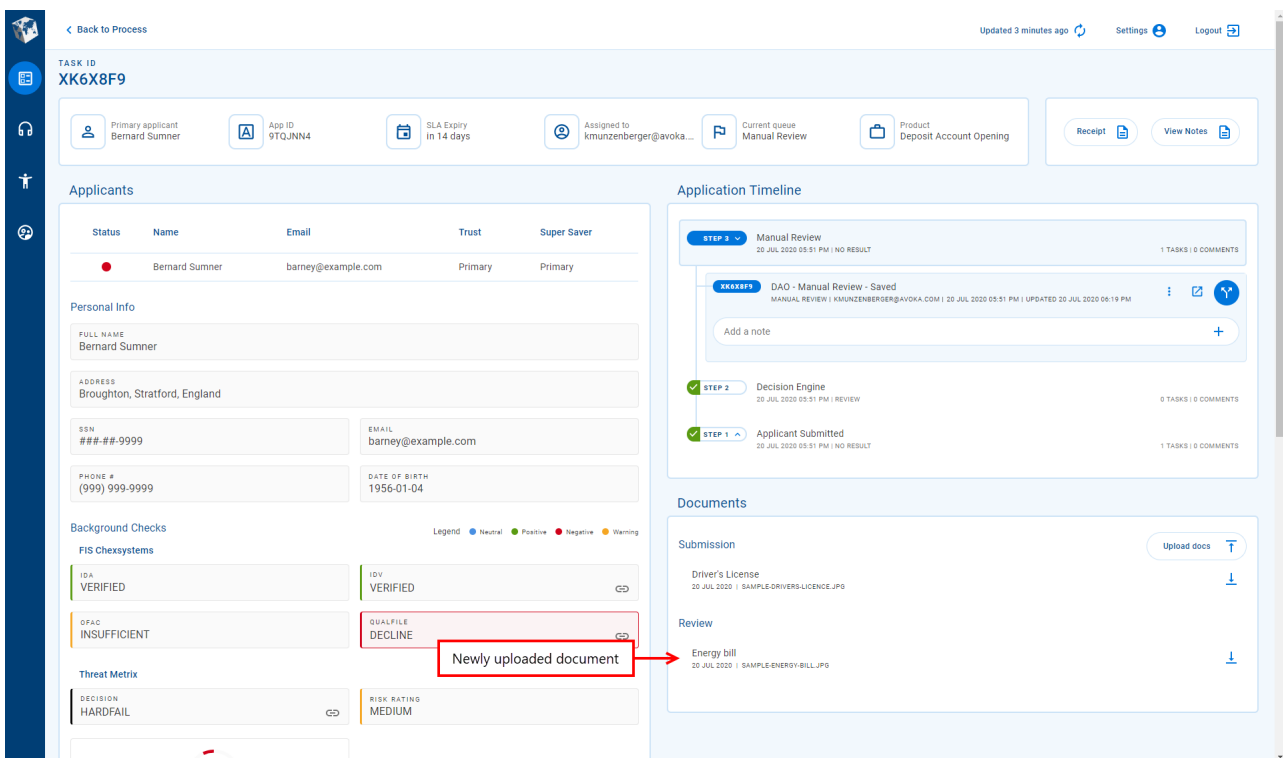 Back to Process
Updated 3 minutes ago
Settings
Logout
TASK ID
XK6X8F9
Primary applicant
Bernard Sumner
App ID
9TQJNN4
SLA Expiry
in 14 days
Assigned to
kmunzenberger@avoka....
Current queue
Manual Review
Product
Deposit Account Opening
Receipt
View Notes
Applicants
Status Name Email Trust Super Saver
Bernard Sumner barney@example.com Primary Primary
Personal Info
FULL NAME
Bernard Sumner
ADDRESS
Broughton, Stratford, England
SSN
###-##-9999
EMAIL
barney@example.com
PHONE #
(999) 999-9999
DATE OF BIRTH
1956-01-04
Background Checks
Legend Neutral Positive Negative Warning
FIS Chexsystems
IDA
VERIFIED
IDV
VERIFIED
OFAC
INSUFFICIENT
QUALFILE
DECLINE
Threat Metrix
DECISION
HARDFAIL
RISK RATING
MEDIUM
Application Timeline
STEP 3 Manual Review
20 JUL 2020 05:51 PM | NO RESULT 1 TASKS | 0 COMMENTS
XK6X8F9 DAO - Manual Review - Saved
MANUAL REVIEW | KMUNZENBERGER@AVOKA.COM | 20 JUL 2020 05:51 PM | UPDATED 20 JUL 2020 06:19 PM
Add a note
STEP 2 Decision Engine
20 JUL 2020 05:51 PM | REVIEW 0 TASKS | 0 COMMENTS
STEP 1 Applicant Submitted
20 JUL 2020 05:51 PM | NO RESULT 1 TASKS | 0 COMMENTS
Documents
Submission
Upload docs
Driver's License
20 JUL 2020 | SAMPLE-DRIVERS-LICENCE.JPG
Review
Newly uploaded document
Energy bill
20 JUL 2020 | SAMPLE-ENERGY-BILL.JPG